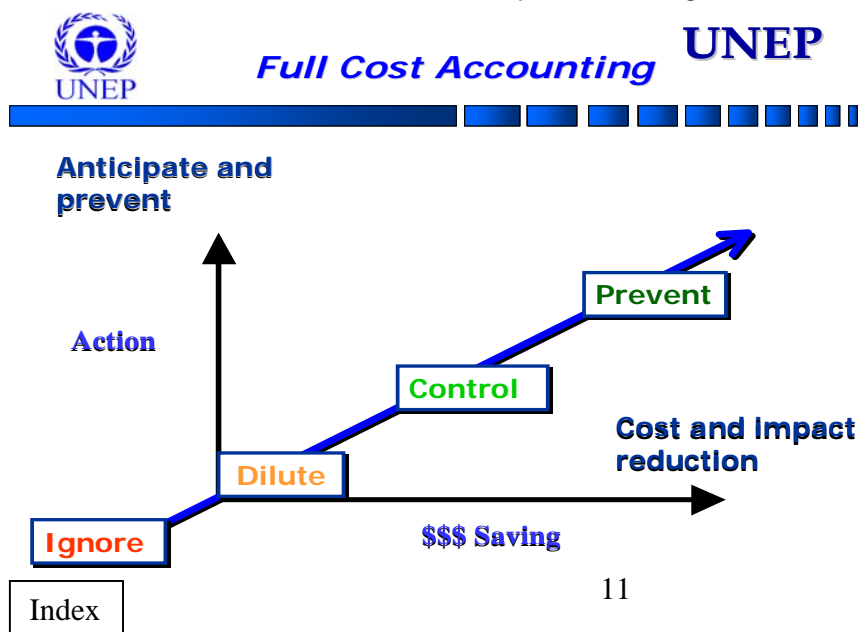 UNEP
Full Cost Accounting
UNEP
Anticipate and
prevent
Prevent
Action
Control
Cost and impact
reduction
Dilute
Ignore
$$$ Saving
11
Index